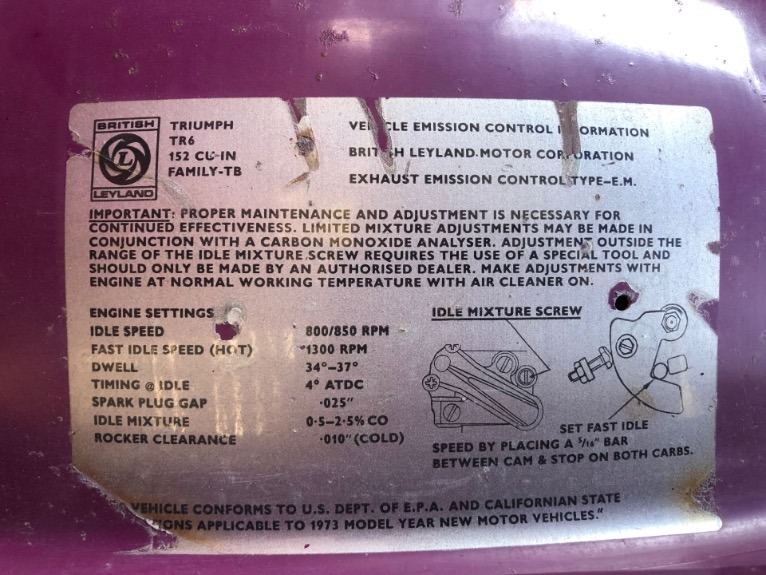 BRITISH
L
LEYLAND
TRIUMPH
TR6
152 CU·IN
FAMILY-TB
VEHICLE EMISSION CONTROL INFORMATION
BRITISH LEYLAND MOTOR CORPORATION
EXHAUST EMISSION CONTROL TYPE-E.M.
IMPORTANT: PROPER MAINTENANCE AND ADJUSTMENT IS NECESSARY FOR
CONTINUED EFFECTIVENESS. LIMITED MIXTURE ADJUSTMENTS MAY BE MADE IN
CONJUNCTION WITH A CARBON MONOXIDE ANALYSER. ADJUSTMENT OUTSIDE THE
RANGE OF THE IDLE MIXTURE SCREW REQUIRES THE USE OF A SPECIAL TOOL AND
SHOULD ONLY BE MADE BY AN AUTHORISED DEALER. MAKE ADJUSTMENTS WITH
ENGINE AT NORMAL WORKING TEMPERATURE WITH AIR CLEANER ON.
ENGINE SETTINGS
IDLE SPEED 800/850 RPM
FAST IDLE SPEED (HOT) 1300 RPM
DWELL 34°-37°
TIMING @ IDLE 4° ATDC
SPARK PLUG GAP ·025"
IDLE MIXTURE 0·5-2·5% CO
ROCKER CLEARANCE ·010" (COLD)
IDLE MIXTURE SCREW
SET FAST IDLE
SPEED BY PLACING A 5/16" BAR
BETWEEN CAM & STOP ON BOTH CARBS.
VEHICLE CONFORMS TO U.S. DEPT. OF E.P.A. AND CALIFORNIAN STATE
IONS APPLICABLE TO 1973 MODEL YEAR NEW MOTOR VEHICLES."